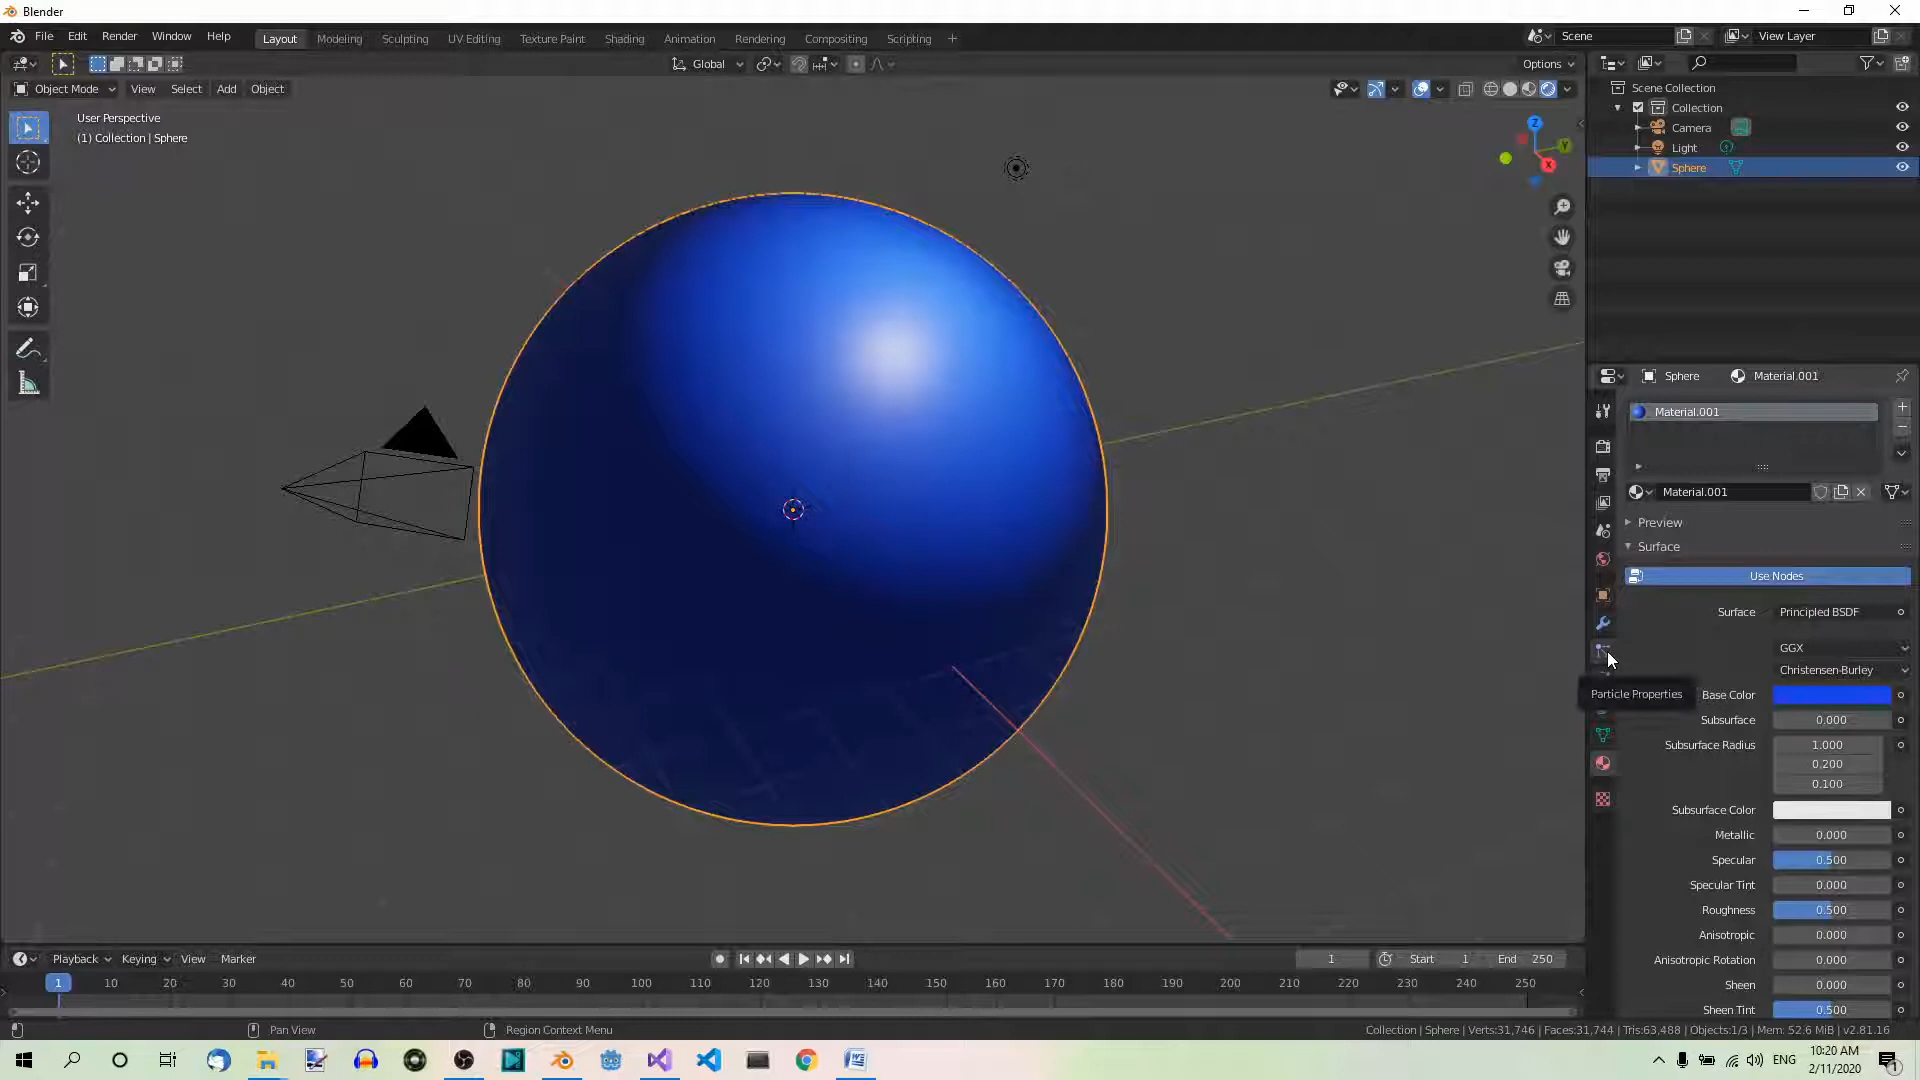 Blender
File Edit Render Window Help
Layout Modeling Sculpting UV Editing Texture Paint Shading Animation Rendering Compositing Scripting +
Scene
View Layer
Global
Options
Object Mode View Select Add Object
User Perspective
(1) Collection | Sphere
Z
Y
X
Scene Collection
Collection
Camera
Light
Sphere
Sphere Material.001
Material.001
Material.001
Preview
Surface
Use Nodes
Surface Principled BSDF
GGX
Christensen-Burley
Particle Properties
Base Color
Subsurface 0.000
Subsurface Radius 1.000
0.200
0.100
Subsurface Color
Metallic 0.000
Specular 0.500
Specular Tint 0.000
Roughness 0.500
Anisotropic 0.000
Anisotropic Rotation 0.000
Sheen 0.000
Sheen Tint 0.500
Playback Keying View Marker
1 Start 1 End 250
1 10 20 30 40 50 60 70 80 90 100 110 120 130 140 150 160 170 180 190 200 210 220 230 240 250
Pan View
Region Context Menu
Collection | Sphere | Verts:31,746 | Faces:31,744 | Tris:63,488 | Objects:1/3 | Mem: 52.6 MiB | v2.81.16
ENG
10:20 AM
2/11/2020